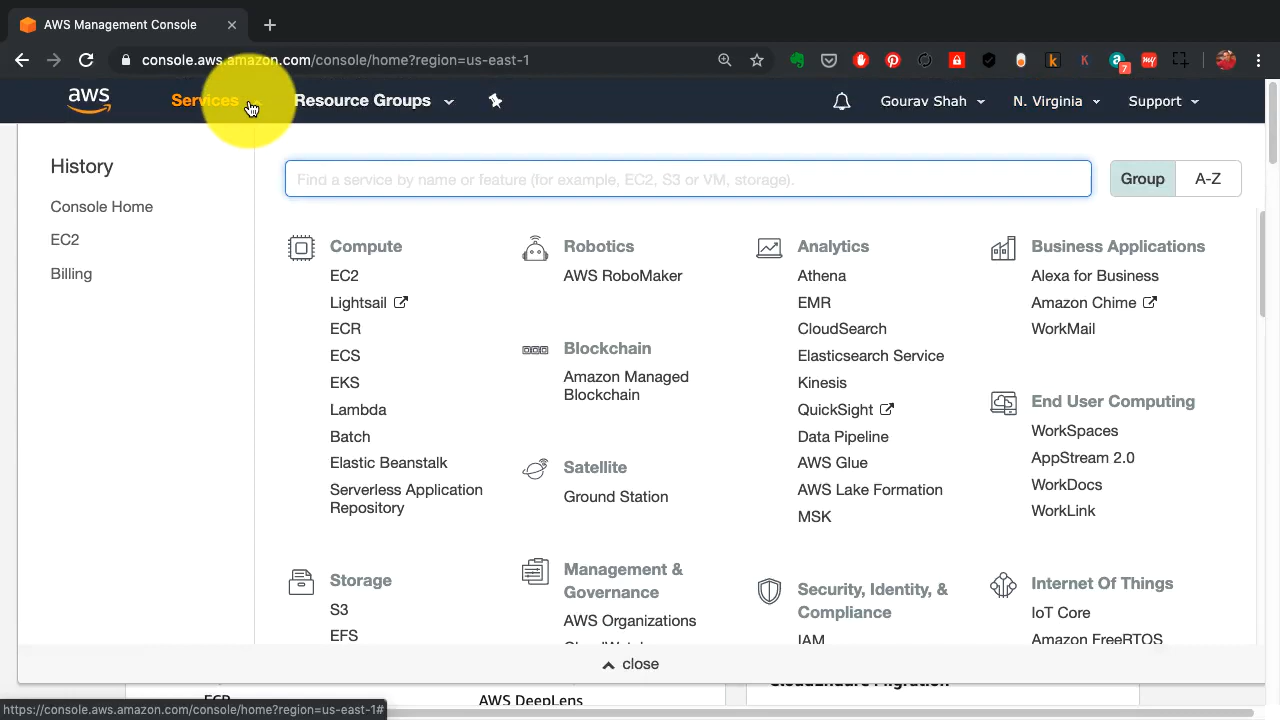 AWS Management Console
console.aws.amazon.com/console/home?region=us-east-1
7
aws
Services
Resource Groups
Gourav Shah
N. Virginia
Support
History
Console Home
EC2
Billing
Find a service by name or feature (for example, EC2, S3 or VM, storage).
Group
A-Z
Compute
EC2
Lightsail
ECR
ECS
EKS
Lambda
Batch
Elastic Beanstalk
Serverless Application
Repository
Storage
S3
EFS
Robotics
AWS RoboMaker
Blockchain
Amazon Managed
Blockchain
Satellite
Ground Station
Management &
Governance
AWS Organizations
CloudWatch
Analytics
Athena
EMR
CloudSearch
Elasticsearch Service
Kinesis
QuickSight
Data Pipeline
AWS Glue
AWS Lake Formation
MSK
Security, Identity, &
Compliance
IAM
Business Applications
Alexa for Business
Amazon Chime
WorkMail
End User Computing
WorkSpaces
AppStream 2.0
WorkDocs
WorkLink
Internet Of Things
IoT Core
Amazon FreeRTOS
close
ECR
AWS DeepLens
CloudEndure Migration
https://console.aws.amazon.com/console/home?region=us-east-1#